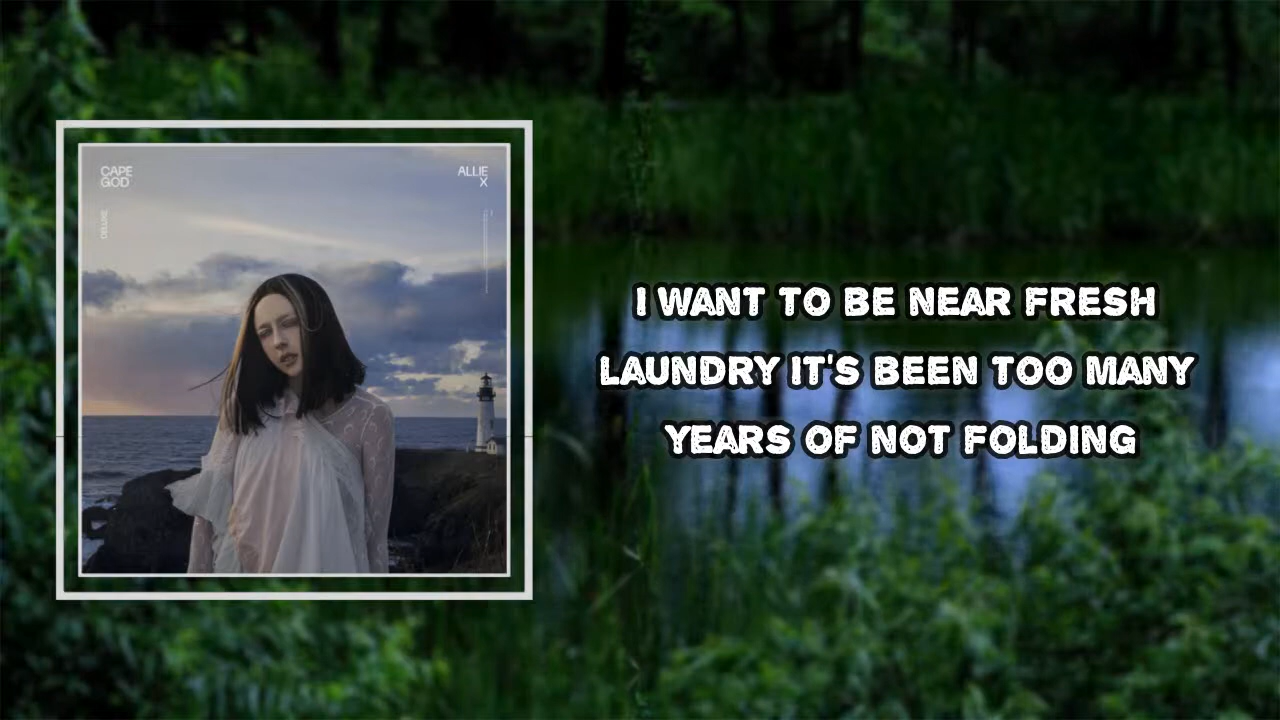 CAPE
GOD
ALLIE
X
DELUXE
I WANT TO BE NEAR FRESH
LAUNDRY IT'S BEEN TOO MANY
YEARS OF NOT FOLDING